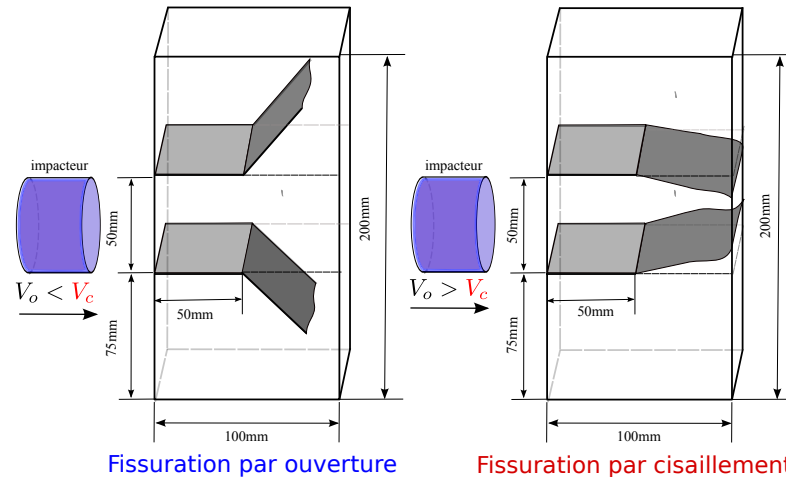 impacteur
50mm
V_o < V_c
50mm
75mm
200mm
100mm
Fissuration par ouverture
impacteur
50mm
V_o > V_c
50mm
75mm
200mm
100mm
Fissuration par cisaillement